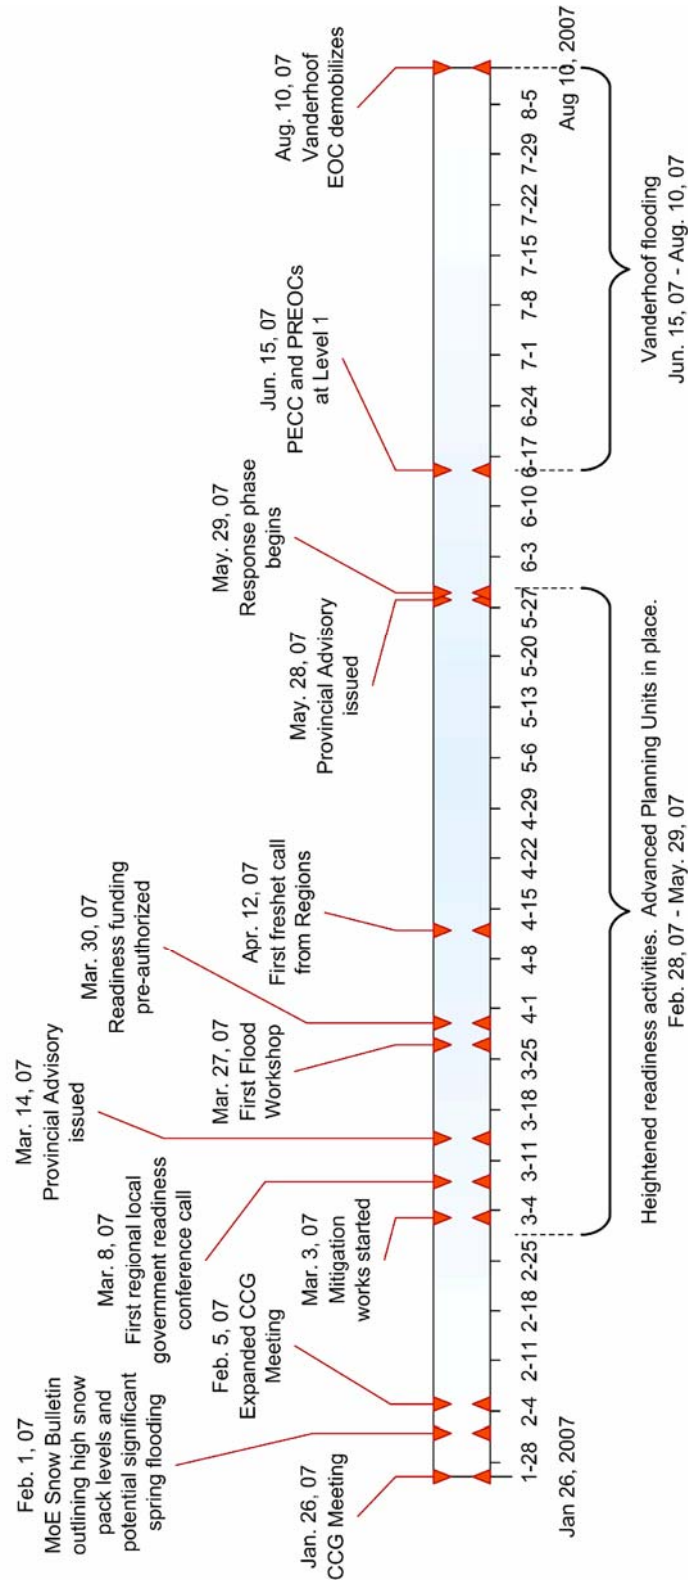 Jan. 26, 07
CCG Meeting
Feb. 1, 07
MoE Snow Bulletin
outlining high snow
pack levels and
potential significant
spring flooding
Feb. 5, 07
Expanded CCG
Meeting
Mar. 3, 07
Mitigation
works started
Mar. 8, 07
First regional local
government readiness
conference call
Mar. 14, 07
Provincial Advisory
issued
Mar. 27, 07
First Flood
Workshop
Mar. 30, 07
Readiness funding
pre-authorized
Apr. 12, 07
First freshet call
from Regions
May. 28, 07
Provincial Advisory
issued
May. 29, 07
Response phase
begins
Jun. 15, 07
PECC and PREOCs
at Level 1
Aug. 10, 07
Vanderhoof
EOC demobilizes
1-28 2-4 2-11 2-18 2-25 3-4 3-11 3-18 3-25 4-1 4-8 4-15 4-22 4-29 5-6 5-13 5-20 5-27 6-3 6-10 6-17 6-24 7-1 7-8 7-15 7-22 7-29 8-5
Jan 26, 2007
Aug 10, 2007
Heightened readiness activities. Advanced Planning Units in place.
Feb. 28, 07 - May. 29, 07
Vanderhoof flooding
Jun. 15, 07 - Aug. 10, 07